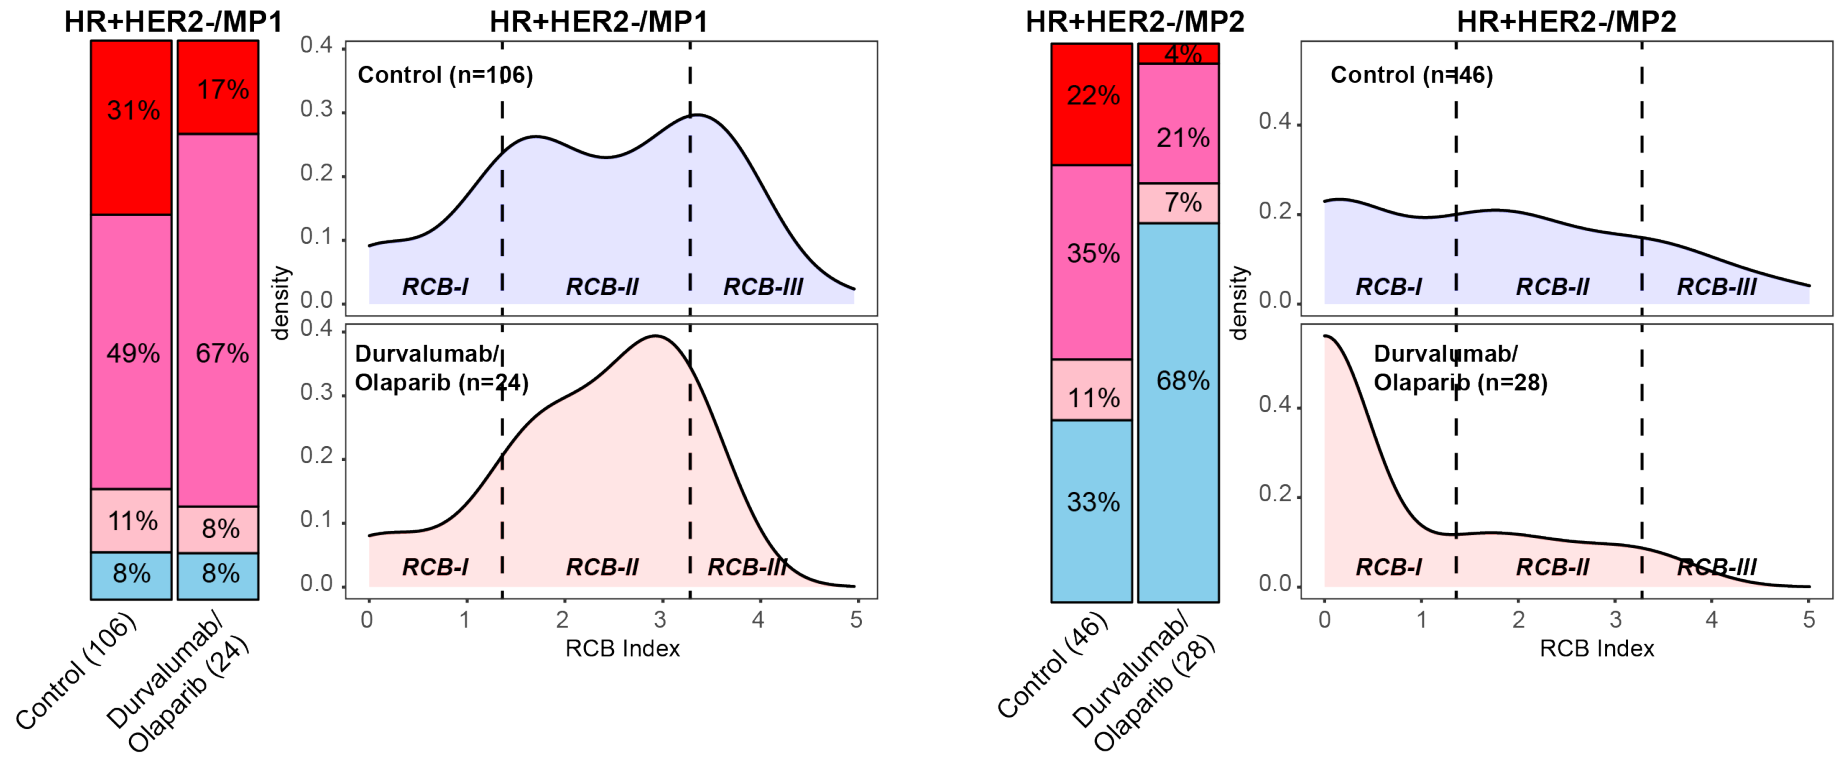 HR+HER2-/MP1
31%
49%
11%
8%
17%
67%
8%
8%
Control (106)
Durvalumab/
Olaparib (24)
HR+HER2-/MP1
density
0.4
0.3
0.2
0.1
0.0
Control (n=106)
RCB-I
RCB-II
RCB-III
0.4
0.3
0.2
0.1
0.0
Durvalumab/
Olaparib (n=24)
RCB-I
RCB-II
RCB-III
0 1 2 3 4 5
RCB Index
HR+HER2-/MP2
22%
35%
11%
33%
4%
21%
7%
68%
Control (46)
Durvalumab/
Olaparib (28)
HR+HER2-/MP2
density
0.4
0.2
0.0
Control (n=46)
RCB-I
RCB-II
RCB-III
0.4
0.2
0.0
Durvalumab/
Olaparib (n=28)
RCB-I
RCB-II
RCB-III
0 1 2 3 4 5
RCB Index